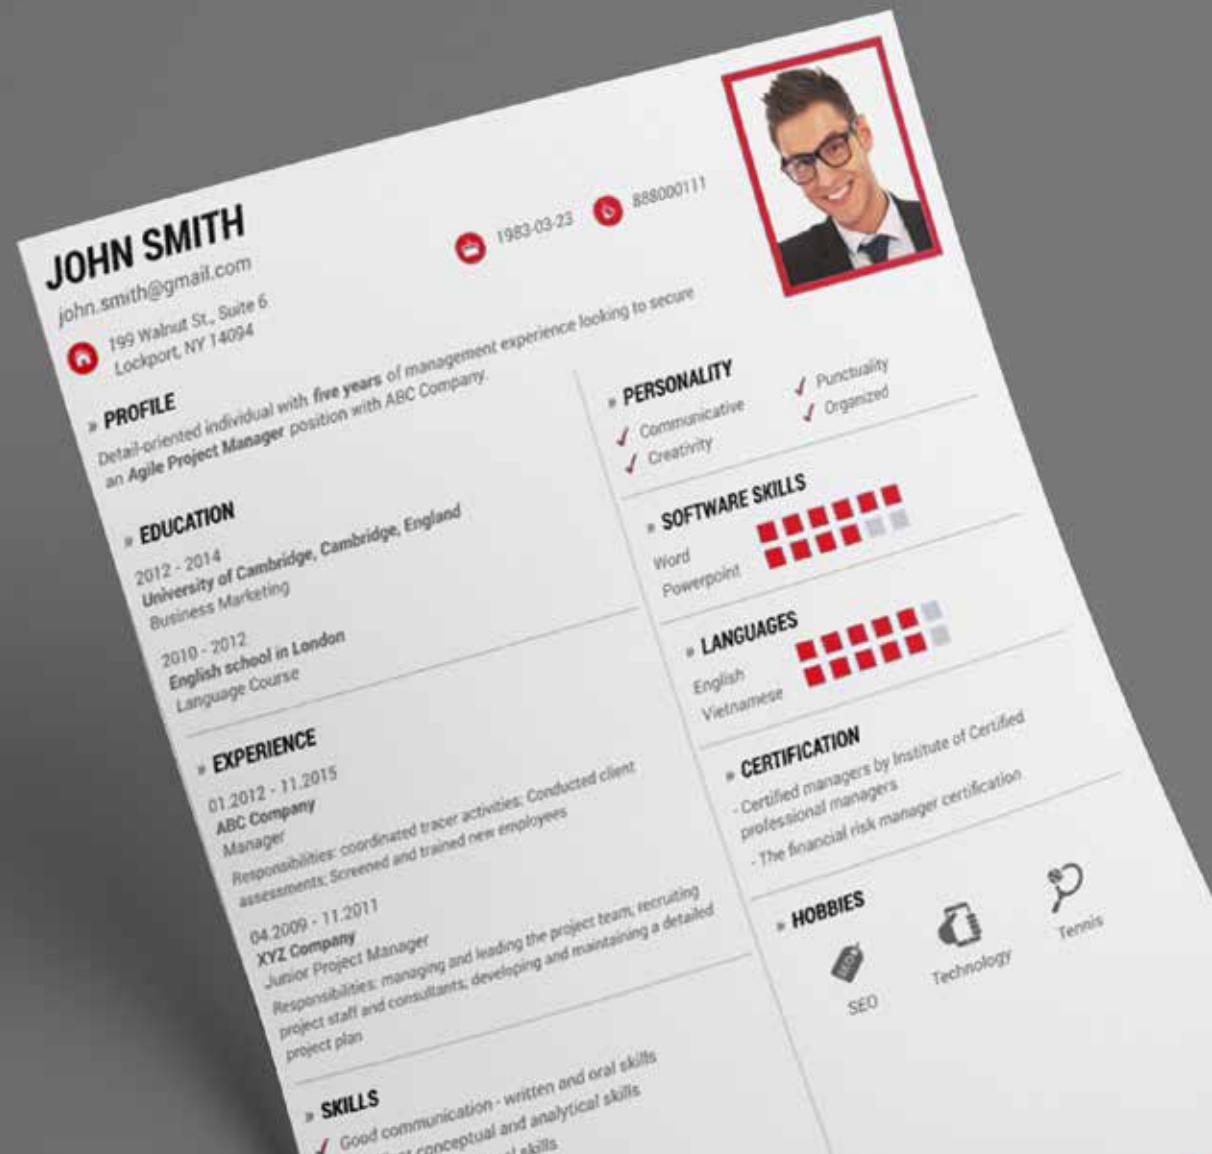 JOHN SMITH
john.smith@gmail.com
199 Walnut St., Suite 6
Lockport, NY 14094
1983-03-23
888000111
» PROFILE
Detail-oriented individual with five years of management experience looking to secure
an Agile Project Manager position with ABC Company.
» EDUCATION
2012 - 2014
University of Cambridge, Cambridge, England
Business Marketing
2010 - 2012
English school in London
Language Course
» EXPERIENCE
01.2012 - 11.2015
ABC Company
Manager
Responsibilities: coordinated tracer activities: Conducted client
assessments; Screened and trained new employees
04.2009 - 11.2011
XYZ Company
Junior Project Manager
Responsibilities: managing and leading the project team, recruiting
project staff and consultants, developing and maintaining a detailed
project plan
» SKILLS
Good communication - written and oral skills
conceptual and analytical skills
skills
» PERSONALITY
Communicative
Creativity
Punctuality
Organized
» SOFTWARE SKILLS
Word
Powerpoint
» LANGUAGES
English
Vietnamese
» CERTIFICATION
- Certified managers by Institute of Certified
professional managers
- The financial risk manager certification
» HOBBIES
SEO
SEO
Technology
Tennis